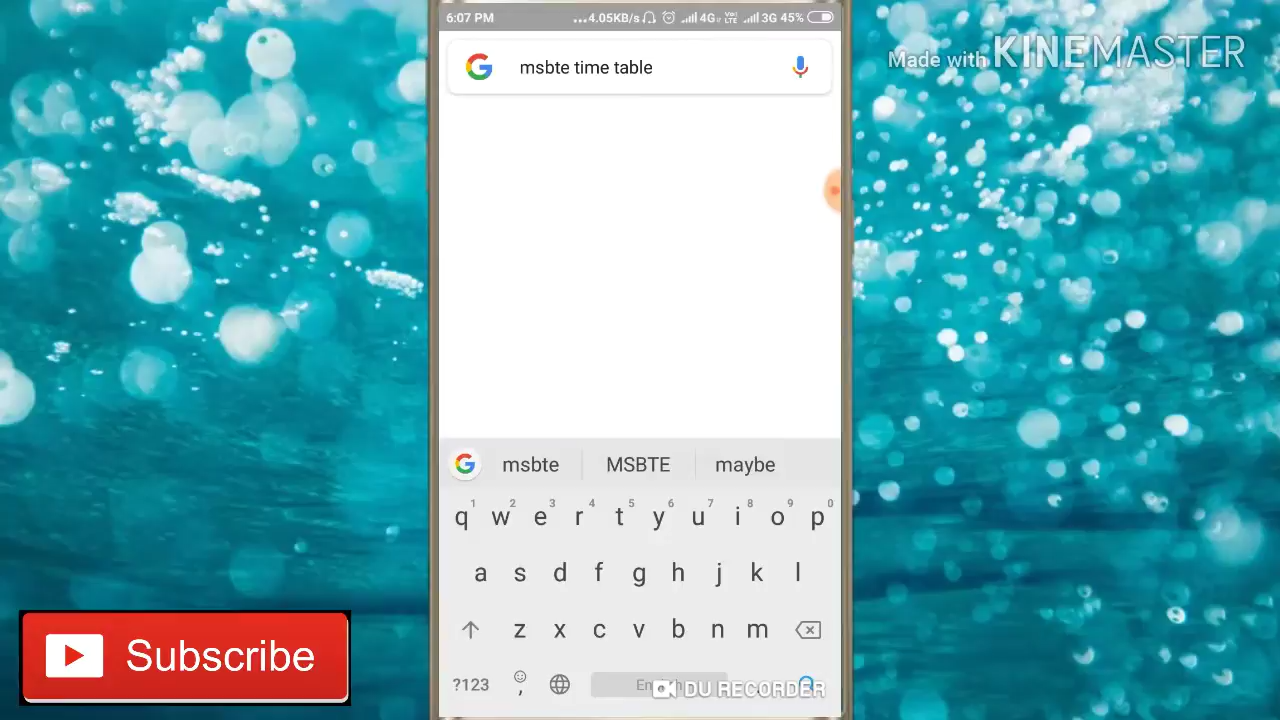 6:07 PM ...4.05KB/s 4G VoLTE 3G 45%
Made with KINEMASTER
G msbte time table
G msbte MSBTE maybe
1 2 3 4 5 6 7 8 9 0
q w e r t y u i o p
a s d f g h j k l
z x c v b n m
?123 ,
DU RECORDER
Subscribe